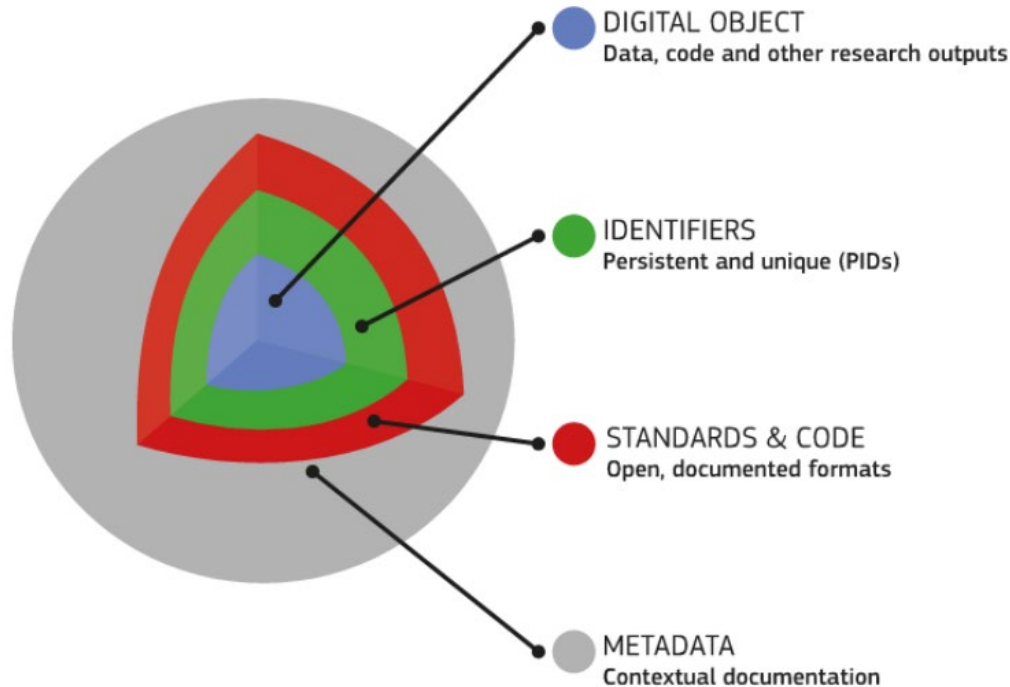 DIGITAL OBJECT
Data, code and other research outputs
IDENTIFIERS
Persistent and unique (PIDs)
STANDARDS & CODE
Open, documented formats
METADATA
Contextual documentation